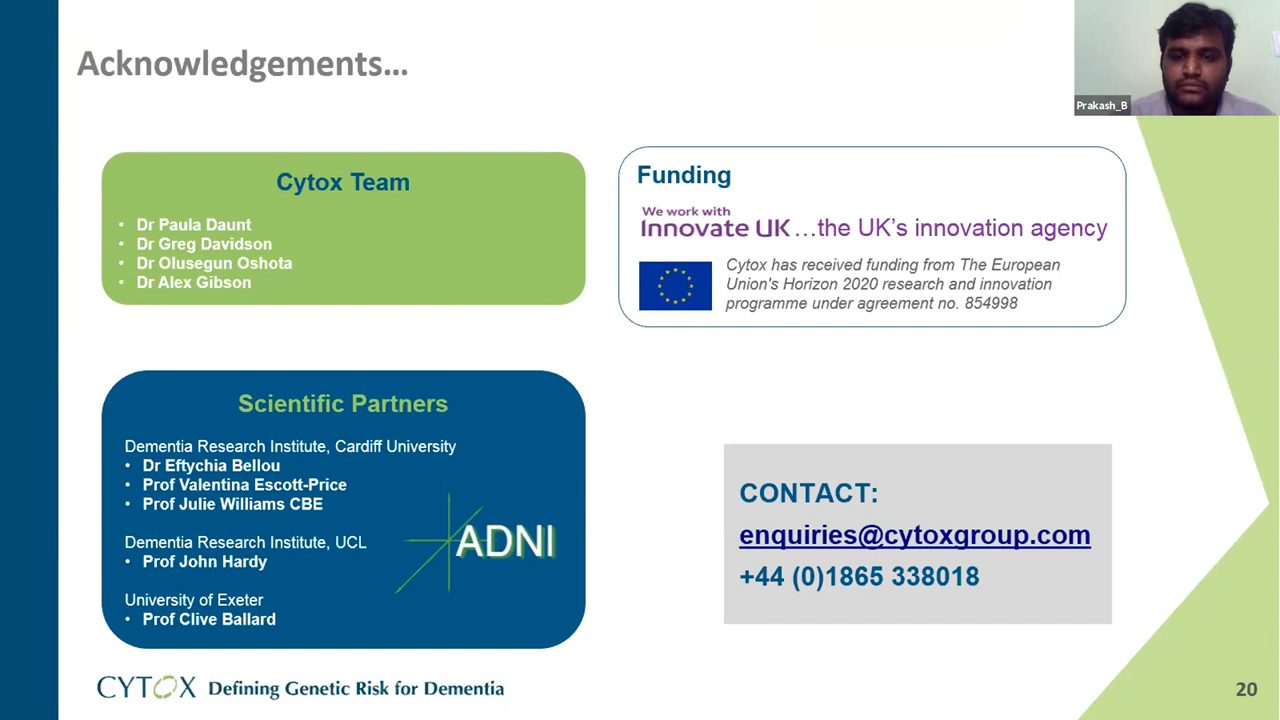 Acknowledgements...
Prakash_B
Cytox Team
• Dr Paula Daunt
• Dr Greg Davidson
• Dr Olusegun Oshota
• Dr Alex Gibson
Funding
We work with
Innovate UK ...the UK's innovation agency
Cytox has received funding from The European
Union's Horizon 2020 research and innovation
programme under agreement no. 854998
Scientific Partners
Dementia Research Institute, Cardiff University
• Dr Eftychia Bellou
• Prof Valentina Escott-Price
• Prof Julie Williams CBE
Dementia Research Institute, UCL
• Prof John Hardy
University of Exeter
• Prof Clive Ballard
ADNI
CONTACT:
enquiries@cytoxgroup.com
+44 (0)1865 338018
CYTOX Defining Genetic Risk for Dementia
20